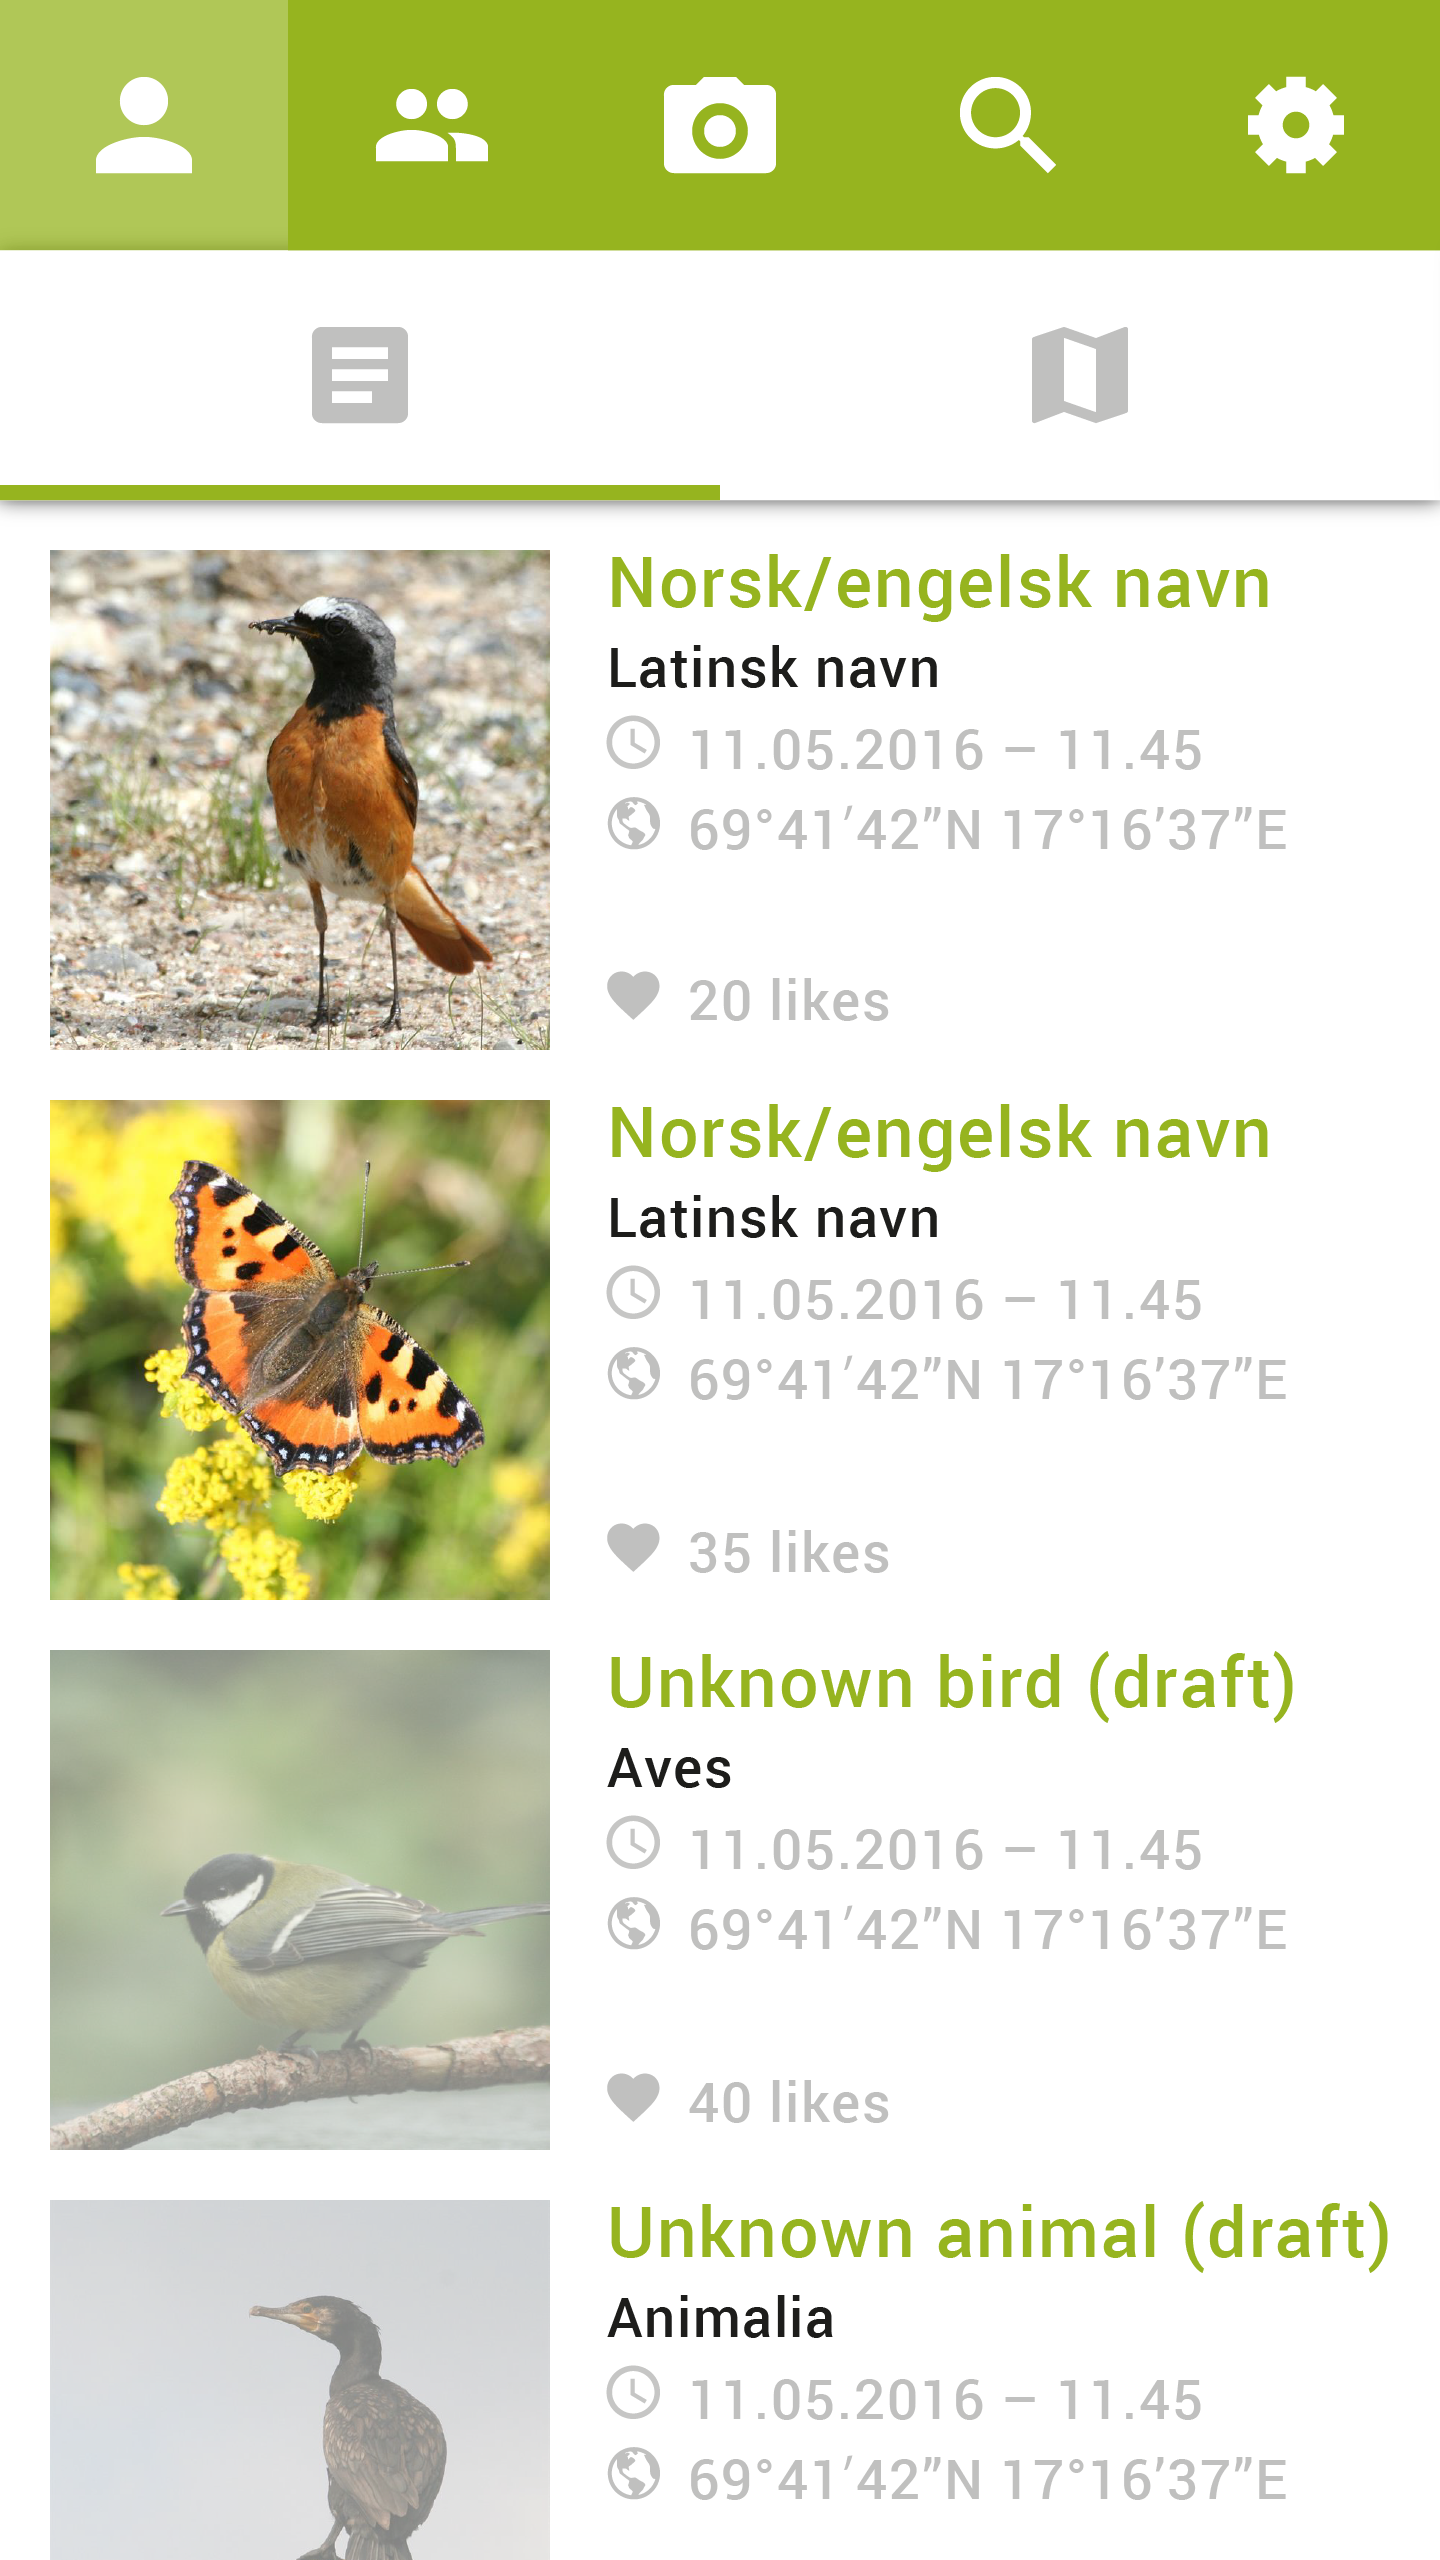 Norsk/engelsk navn
Latinsk navn
11.05.2016 – 11.45
69°41′42”N 17°16’37”E
20 likes
Norsk/engelsk navn
Latinsk navn
11.05.2016 – 11.45
69°41′42”N 17°16’37”E
35 likes
Unknown bird (draft)
Aves
11.05.2016 – 11.45
69°41′42”N 17°16’37”E
40 likes
Unknown animal (draft)
Animalia
11.05.2016 – 11.45
69°41′42”N 17°16’37”E